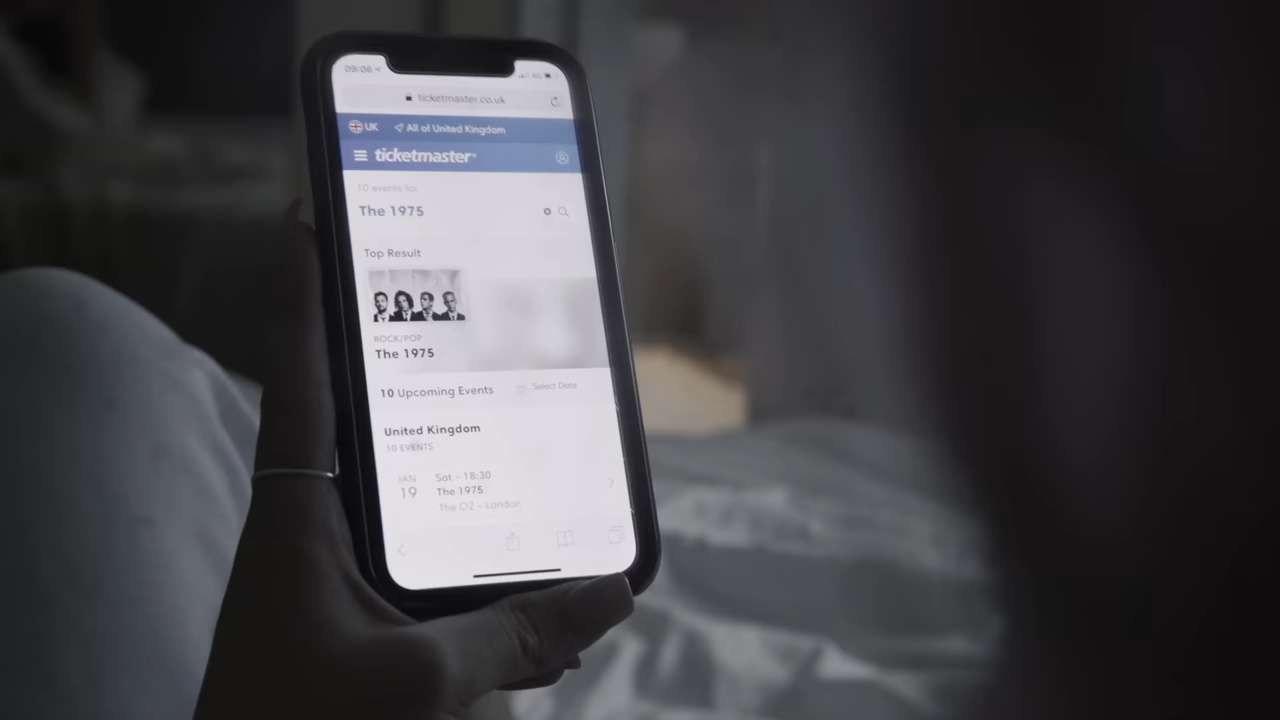 09:06
4G
ticketmaster.co.uk
UK All of United Kingdom
ticketmaster
10 events for
The 1975
Top Result
ROCK/POP
The 1975
10 Upcoming Events Select Date
United Kingdom
10 EVENTS
JAN Sat - 18:30
19 The 1975
The O2 – London